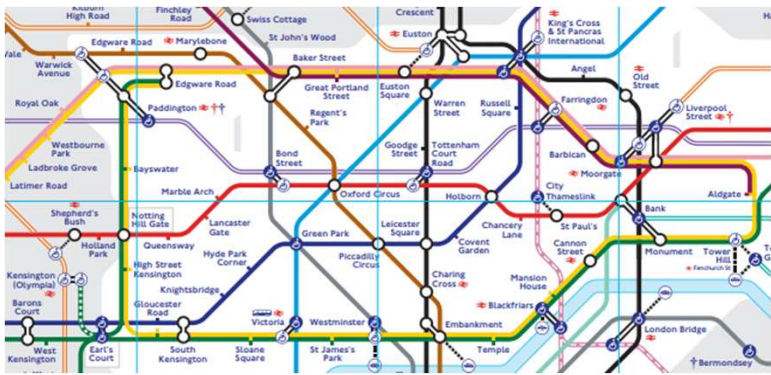 Kilburn
High Road
Finchley
Road
Swiss Cottage
St John's Wood
Crescent
Euston
King's Cross
& St Pancras
International
Edgware Road
Marylebone
Vale
Warwick
Avenue
Baker Street
Edgware Road
Great Portland
Street
Euston
Square
Angel
Old
Street
Royal Oak
Paddington
Regent's
Park
Warren
Street
Russell
Square
Farringdon
Liverpool
Street
Westbourne
Park
Ladbroke Grove
Latimer Road
Bayswater
Bond
Street
Goodge
Street
Tottenham
Court
Road
Barbican
Moorgate
Marble Arch
Oxford Circus
Holborn
City
Thameslink
Aldgate
Shepherd's
Bush
Notting
Hill Gate
Lancaster
Gate
Bank
Holland
Park
Queensway
Green Park
Leicester
Square
Chancery
Lane
St Paul's
Hyde Park
Corner
Piccadilly
Circus
Covent
Garden
Cannon
Street
Monument
Tower
Hill
Fenchurch St
Kensington
(Olympia)
High Street
Kensington
Knightsbridge
Charing
Cross
Mansion
House
Barons
Court
Gloucester
Road
Victoria
Westminster
Blackfriars
Embankment
London Bridge
West
Kensington
Earl's
Court
South
Kensington
Sloane
Square
St James's
Park
Temple
Bermondsey